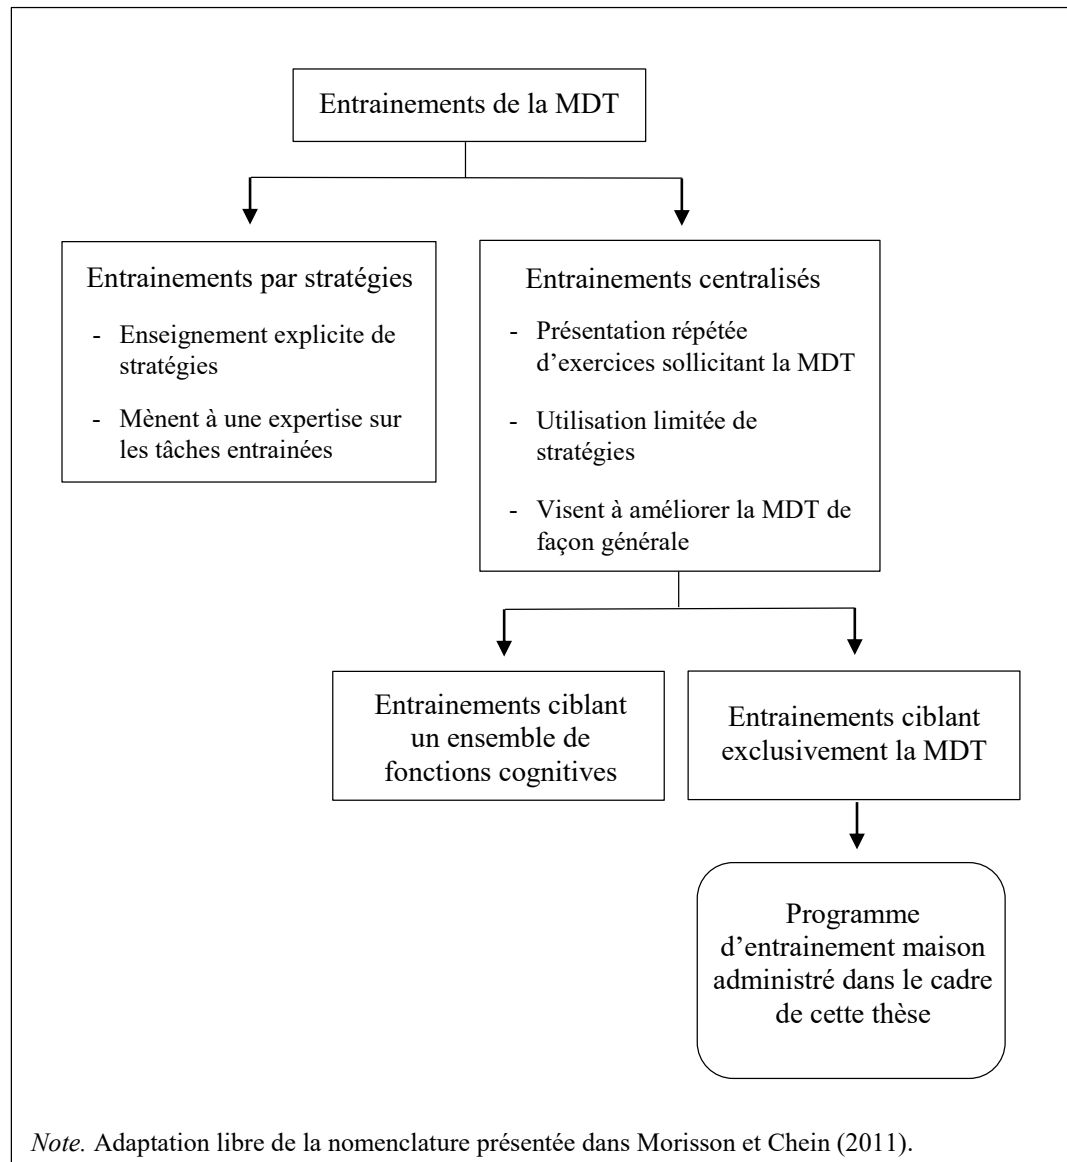 Entrainements de la MDT
Entrainements par stratégies
- Enseignement explicite de
stratégies
- Mènent à une expertise sur
les tâches entrainées
Entrainements centralisés
- Présentation répétée
d’exercices sollicitant la MDT
- Utilisation limitée de
stratégies
- Visent à améliorer la MDT de
façon générale
Entrainements ciblant
un ensemble de
fonctions cognitives
Entrainements ciblant
exclusivement la MDT
Programme
d’entrainement maison
administré dans le cadre
de cette thèse
Note. Adaptation libre de la nomenclature présentée dans Morisson et Chein (2011).